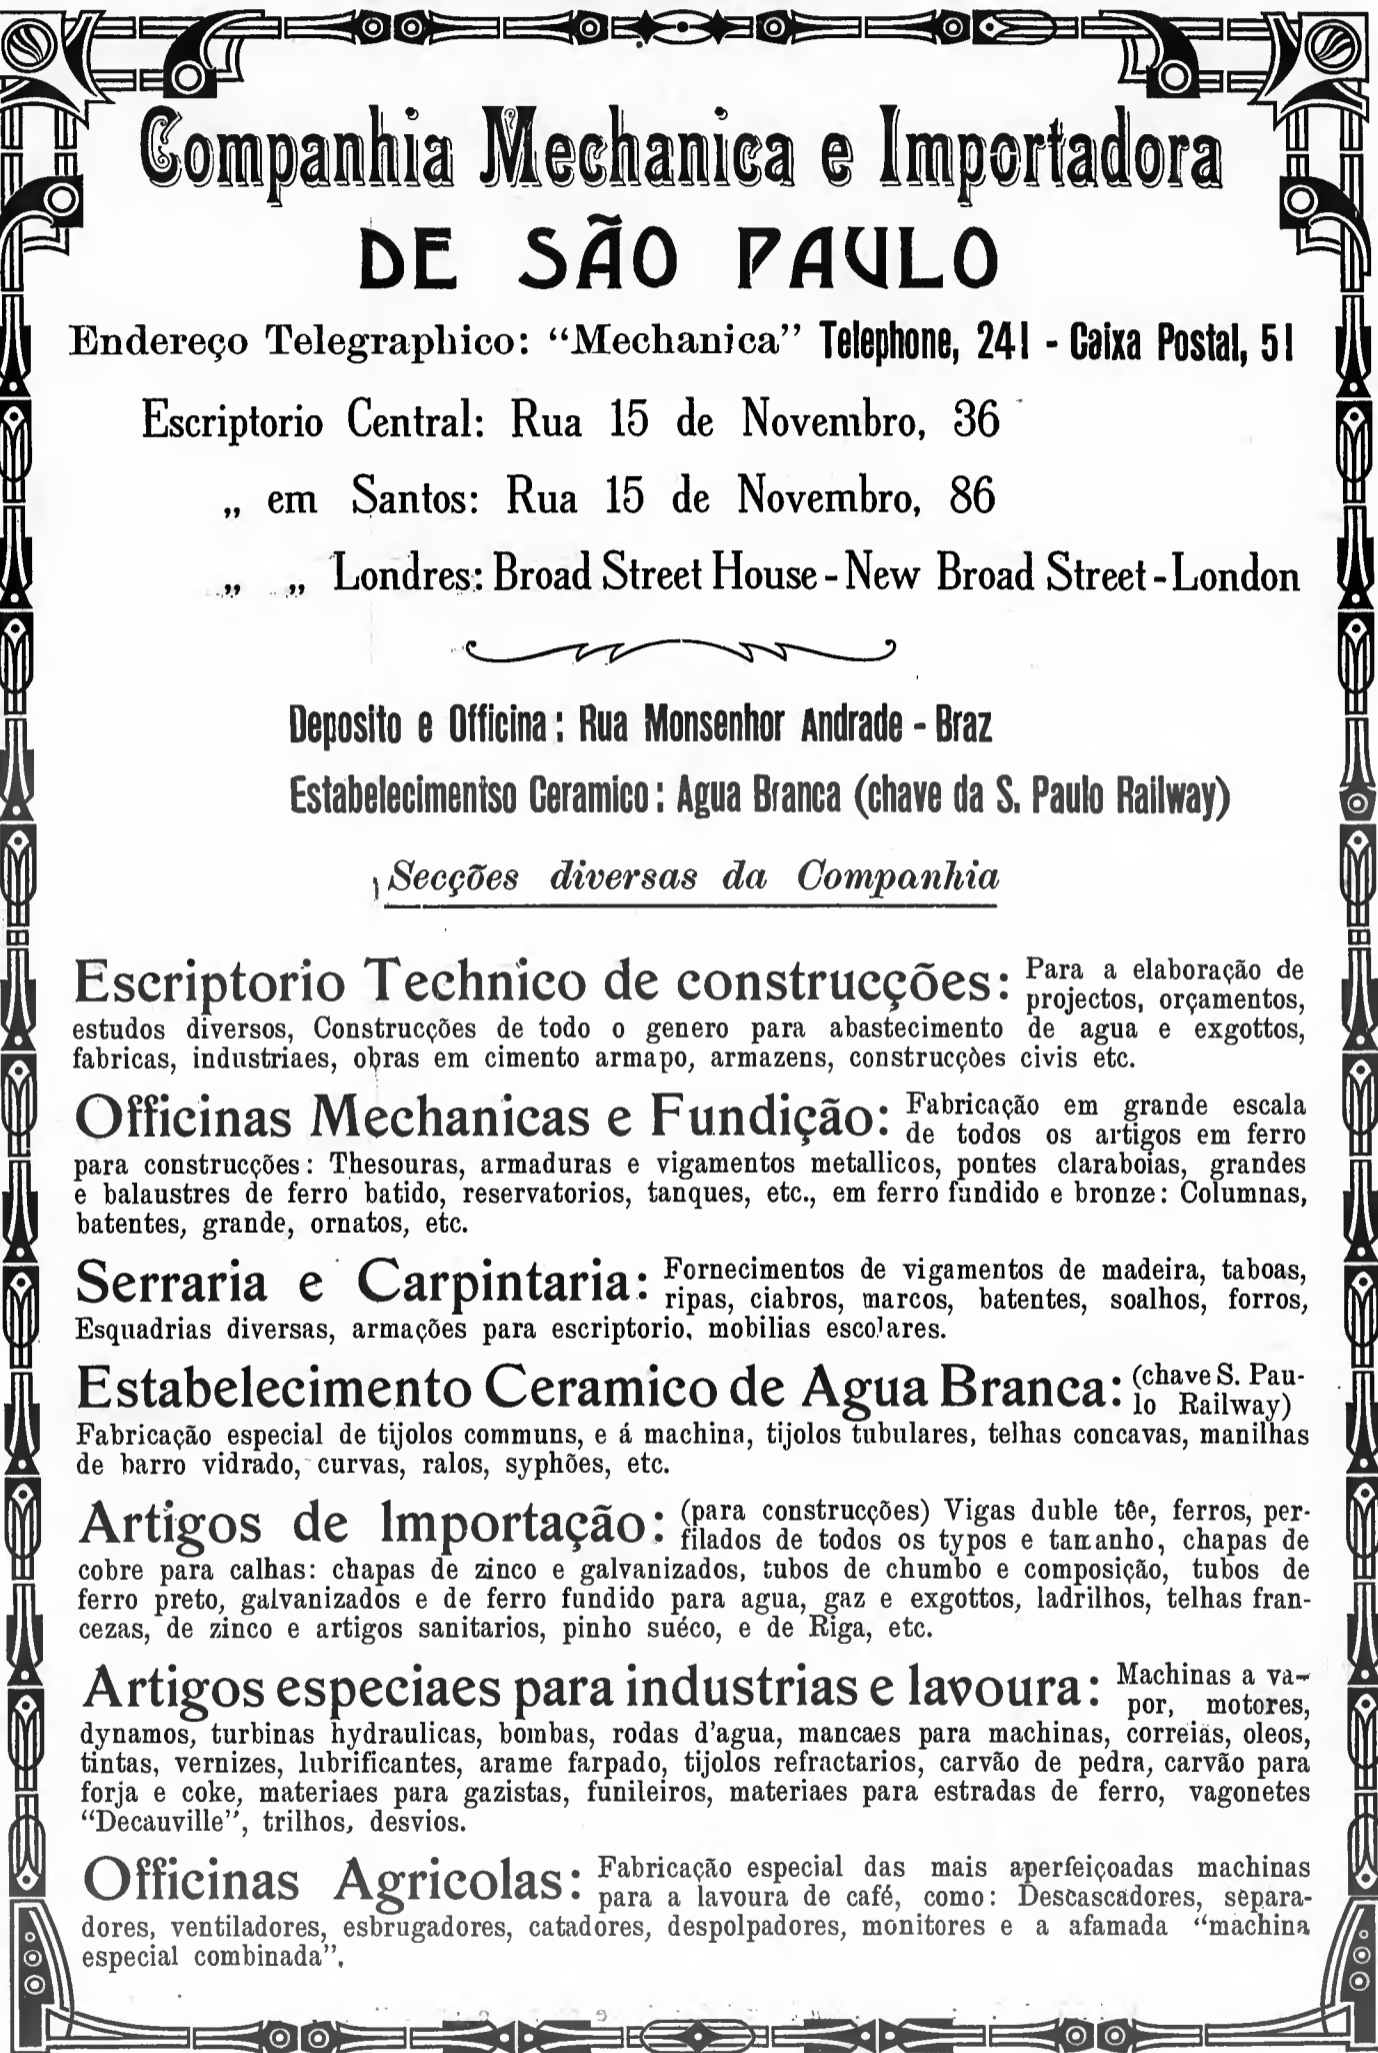 Companhia Mechanica e Importadora
DE SÃO PAULO
Endereço Telegraphico: “Mechanica” Telephone, 241 - Caixa Postal, 51
Escriptorio Central: Rua 15 de Novembro, 36
„ em Santos: Rua 15 de Novembro, 86
„ „ Londres: Broad Street House - New Broad Street - London
Deposito e Officina: Rua Monsenhor Andrade - Braz
Estabelecimentso Ceramico: Agua Branca (chave da S. Paulo Railway)
Secções diversas da Companhia
Escriptorio Technico de construcções: Para a elaboração de
projectos, orçamentos,
estudos diversos, Construcções de todo o genero para abastecimento de agua e exgottos,
fabricas, industriaes, obras em cimento armapo, armazens, construcções civis etc.
Officinas Mechanicas e Fundição: Fabricação em grande escala
de todos os artigos em ferro
para construcções: Thesouras, armaduras e vigamentos metallicos, pontes claraboias, grandes
e balaustres de ferro batido, reservatorios, tanques, etc., em ferro fundido e bronze: Columnas,
batentes, grande, ornatos, etc.
Serraria e Carpintaria: Fornecimentos de vigamentos de madeira, taboas,
ripas, ciabros, marcos, batentes, soalhos, forros,
Esquadrias diversas, armações para escriptorio, mobilias escolares.
Estabelecimento Ceramico de Agua Branca: (chave S. Pau-
lo Railway)
Fabricação especial de tijolos communs, e á machina, tijolos tubulares, telhas concavas, manilhas
de barro vidrado, curvas, ralos, syphões, etc.
Artigos de Importação: (para construcções) Vigas duble têe, ferros, per-
filados de todos os typos e tamanho, chapas de
cobre para calhas: chapas de zinco e galvanizados, tubos de chumbo e composição, tubos de
ferro preto, galvanizados e de ferro fundido para agua, gaz e exgottos, ladrilhos, telhas fran-
cezas, de zinco e artigos sanitarios, pinho suéco, e de Riga, etc.
Artigos especiaes para industrias e lavoura: Machinas a va-
por, motores,
dynamos, turbinas hydraulicas, bombas, rodas d'agua, mancaes para machinas, correias, oleos,
tintas, vernizes, lubrificantes, arame farpado, tijolos refractarios, carvão de pedra, carvão para
forja e coke, materiaes para gazistas, funileiros, materiaes para estradas de ferro, vagonetes
“Decauville”, trilhos, desvios.
Officinas Agricolas: Fabricação especial das mais aperfeiçoadas machinas
para a lavoura de café, como: Descascadores, separa-
dores, ventiladores, esbrugadores, catadores, despolpadores, monitores e a afamada “machina
especial combinada”.